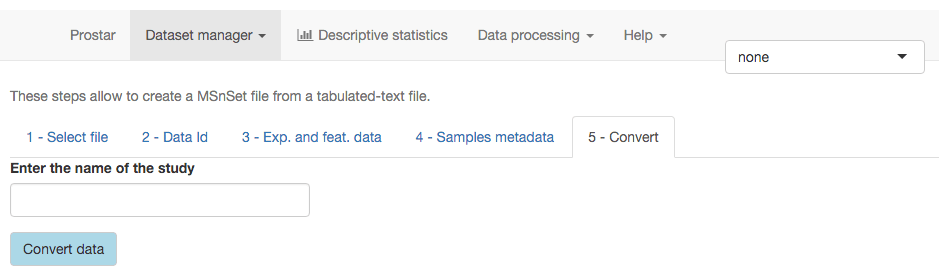 Prostar Dataset manager Descriptive statistics Data processing Help
none
These steps allow to create a MSnSet file from a tabulated-text file.
1 - Select file 2 - Data Id 3 - Exp. and feat. data 4 - Samples metadata 5 - Convert
Enter the name of the study
Convert data